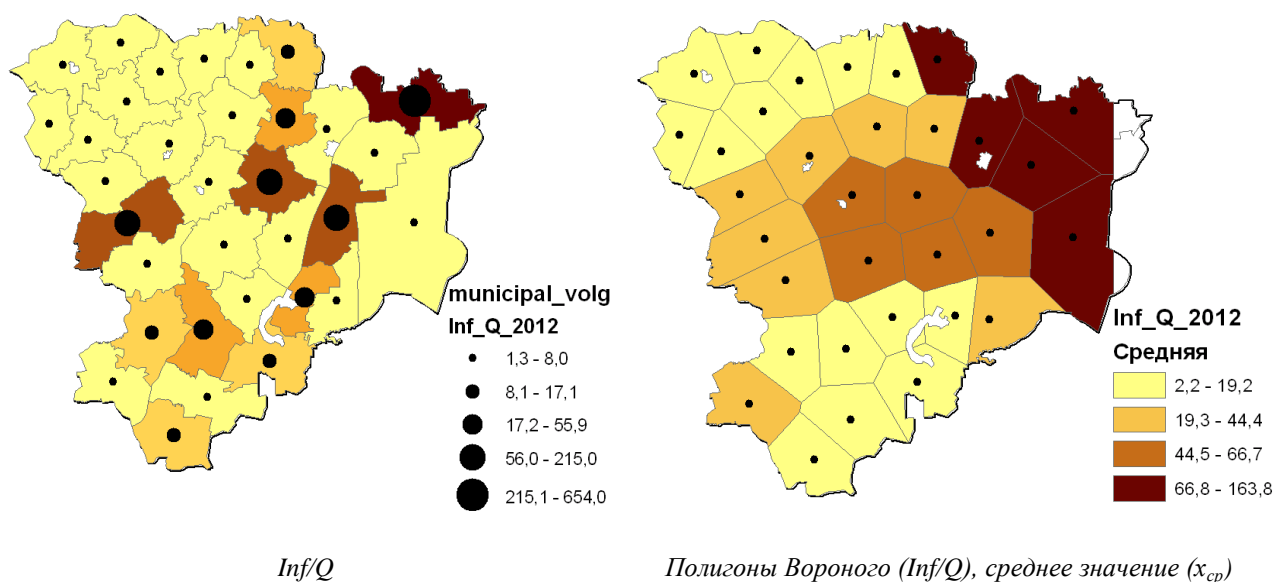 municipal_volg
Inf_Q_2012
1,3 - 8,0
8,1 - 17,1
17,2 - 55,9
56,0 - 215,0
215,1 - 654,0
Inf_Q_2012
Средняя
2,2 - 19,2
19,3 - 44,4
44,5 - 66,7
66,8 - 163,8
Inf/Q
Полигоны Вороного (Inf/Q), среднее значение (xср)